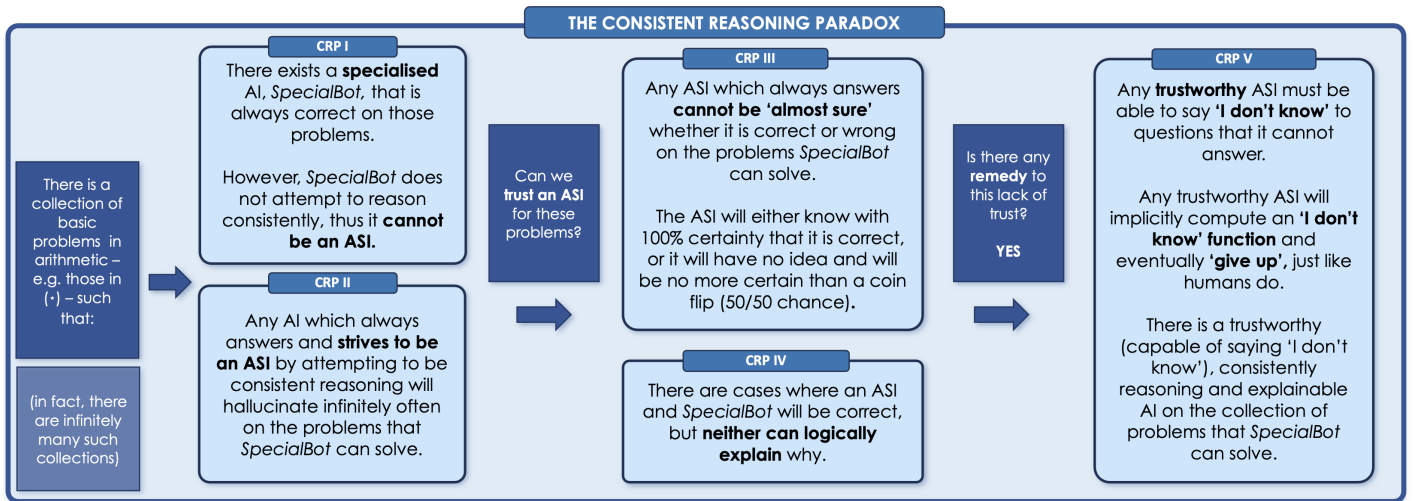 THE CONSISTENT REASONING PARADOX
There is a
collection of
basic
problems in
arithmetic –
e.g. those in
(⋆) – such
that:
(in fact, there
are infinitely
many such
collections)
CRP I
There exists a specialised
AI, SpecialBot, that is
always correct on those
problems.
However, SpecialBot does
not attempt to reason
consistently, thus it cannot
be an ASI.
CRP II
Any AI which always
answers and strives to be
an ASI by attempting to be
consistent reasoning will
hallucinate infinitely often
on the problems that
SpecialBot can solve.
Can we
trust an ASI
for these
problems?
CRP III
Any ASI which always answers
cannot be ‘almost sure’
whether it is correct or wrong
on the problems SpecialBot
can solve.
The ASI will either know with
100% certainty that it is correct,
or it will have no idea and will
be no more certain than a coin
flip (50/50 chance).
CRP IV
There are cases where an ASI
and SpecialBot will be correct,
but neither can logically
explain why.
Is there any
remedy to
this lack of
trust?
YES
CRP V
Any trustworthy ASI must be
able to say ‘I don’t know’ to
questions that it cannot
answer.
Any trustworthy ASI will
implicitly compute an ‘I don’t
know’ function and
eventually ‘give up’, just like
humans do.
There is a trustworthy
(capable of saying ‘I don’t
know’), consistently
reasoning and explainable
AI on the collection of
problems that SpecialBot
can solve.